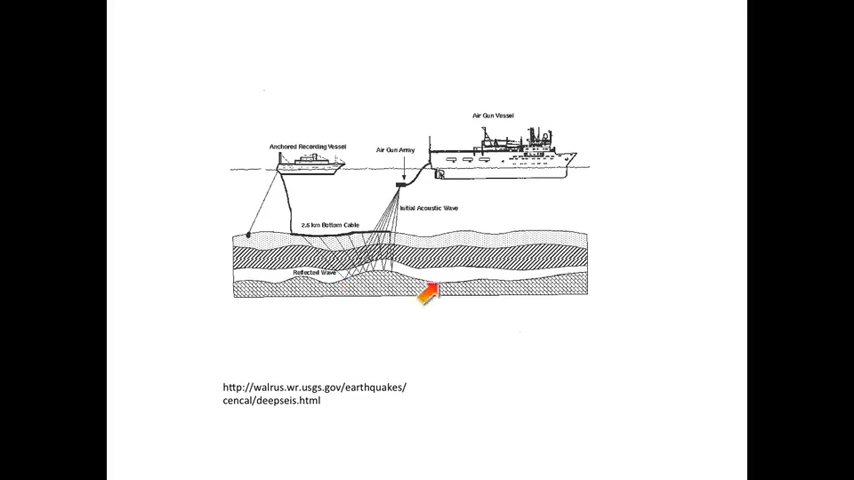 Air Gun Vessel
Anchored Recording Vessel
Air Gun Array
Initial Acoustic Wave
2.6 km Bottom Cable
Reflected Wave
http://walrus.wr.usgs.gov/earthquakes/
cencal/deepseis.html